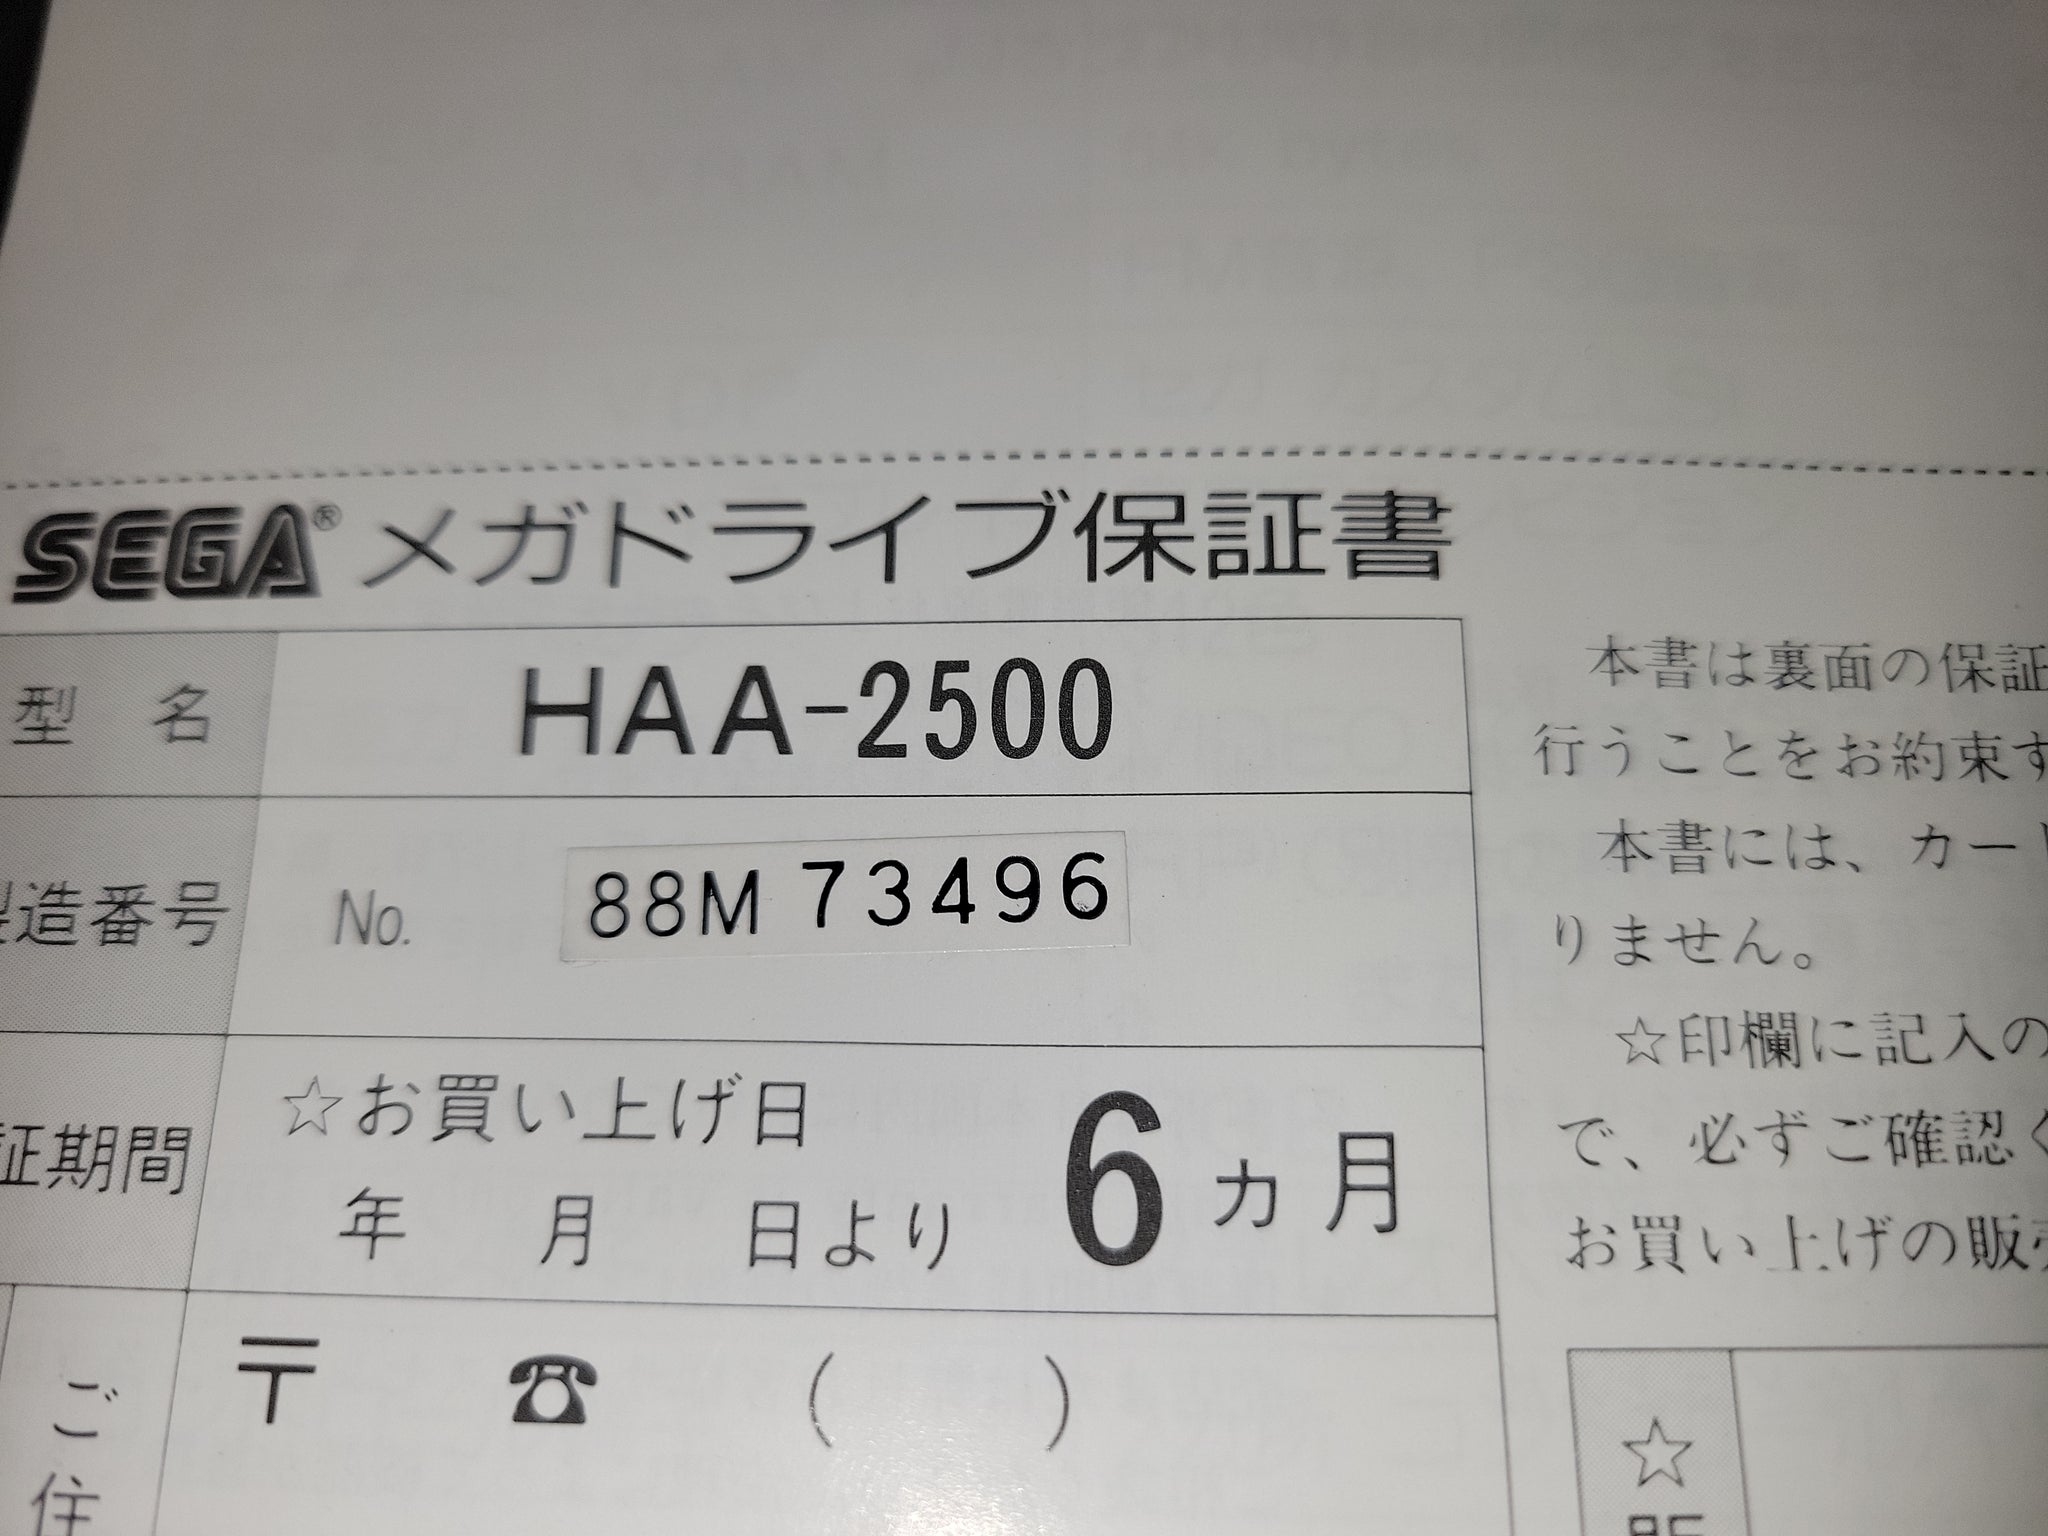 SEGA® メガドライブ保証書
型 名 HAA-2500
製造番号 No. 88M 73496
証期間 ☆お買い上げ日
年 月 日より 6 カ月
ご住
〒 ☎ ( )
本書は裏面の保証
行うことをお約束す
本書には、カー
りません。
☆印欄に記入の
で、必ずご確認く
お買い上げの販売
☆